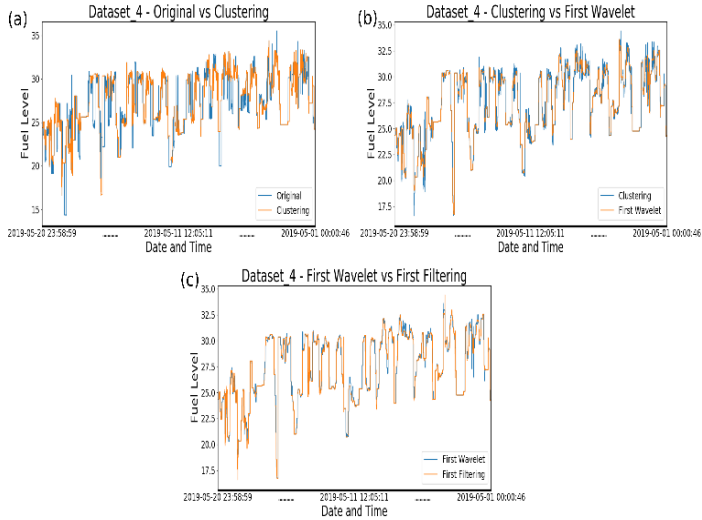 (a)
Dataset_4 - Original vs Clustering
35
30
25
20
15
Fuel Level
Original
Clustering
2019-05-20 23:58:59 ----- 2019-05-11 12:05:11 ----- 2019-05-01 00:00:46
Date and Time
(b)
Dataset_4 - Clustering vs First Wavelet
35.0
32.5
30.0
27.5
25.0
22.5
20.0
17.5
Fuel Level
Clustering
First Wavelet
2019-05-20 23:58:59 ----- 2019-05-11 12:05:11 ----- 2019-05-01 00:00:46
Date and Time
(c)
Dataset_4 - First Wavelet vs First Filtering
35.0
32.5
30.0
27.5
25.0
22.5
20.0
17.5
Fuel Level
First Wavelet
First Filtering
2019-05-20 23:58:59 ----- 2019-05-11 12:05:11 ----- 2019-05-01 00:00:46
Date and Time